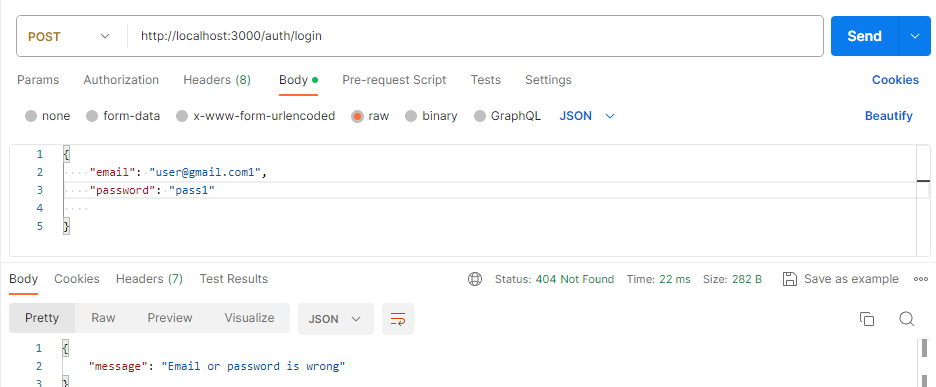 POST http://localhost:3000/auth/login Send
Params Authorization Headers (8) Body Pre-request Script Tests Settings Cookies
none form-data x-www-form-urlencoded raw binary GraphQL JSON Beautify
1 {
2 "email": "user@gmail.com1",
3 "password": "pass1"
4
5 }
Body Cookies Headers (7) Test Results Status: 404 Not Found Time: 22 ms Size: 282 B Save as example
Pretty Raw Preview Visualize JSON
1 {
2 "message": "Email or password is wrong"
3 }